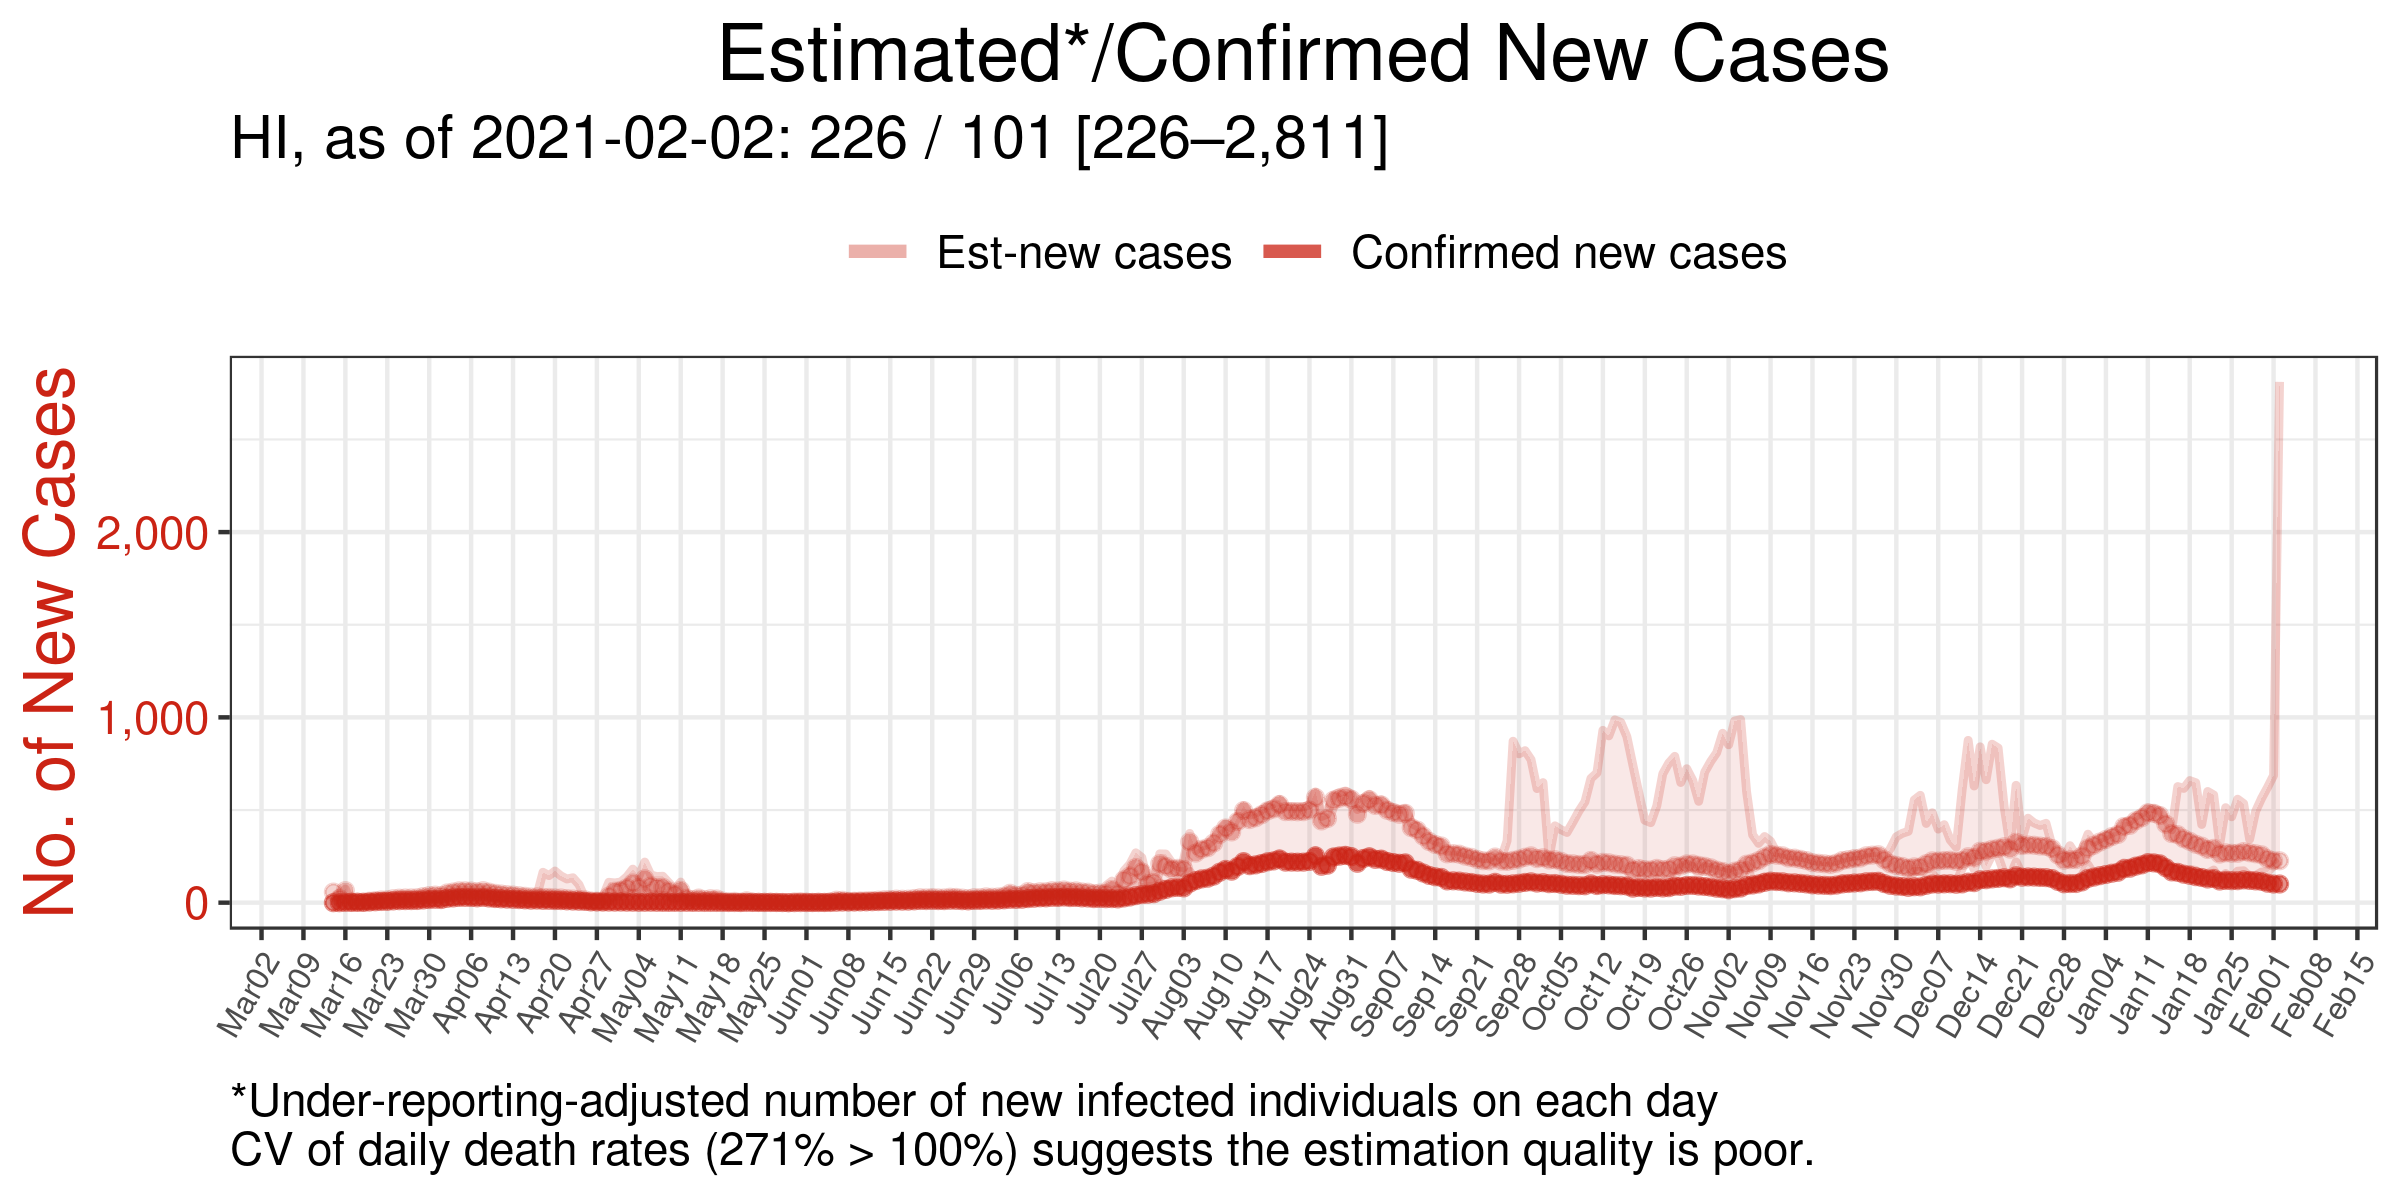 Estimated*/Confirmed New Cases
HI, as of 2021-02-02: 226 / 101 [226–2,811]
Est-new cases
Confirmed new cases
No. of New Cases
2,000
1,000
0
Mar02
Mar09
Mar16
Mar23
Mar30
Apr06
Apr13
Apr20
Apr27
May04
May11
May18
May25
Jun01
Jun08
Jun15
Jun22
Jun29
Jul06
Jul13
Jul20
Jul27
Aug03
Aug10
Aug17
Aug24
Aug31
Sep07
Sep14
Sep21
Sep28
Oct05
Oct12
Oct19
Oct26
Nov02
Nov09
Nov16
Nov23
Nov30
Dec07
Dec14
Dec21
Dec28
Jan04
Jan11
Jan18
Jan25
Feb01
Feb08
Feb15
*Under-reporting-adjusted number of new infected individuals on each day
CV of daily death rates (271% > 100%) suggests the estimation quality is poor.